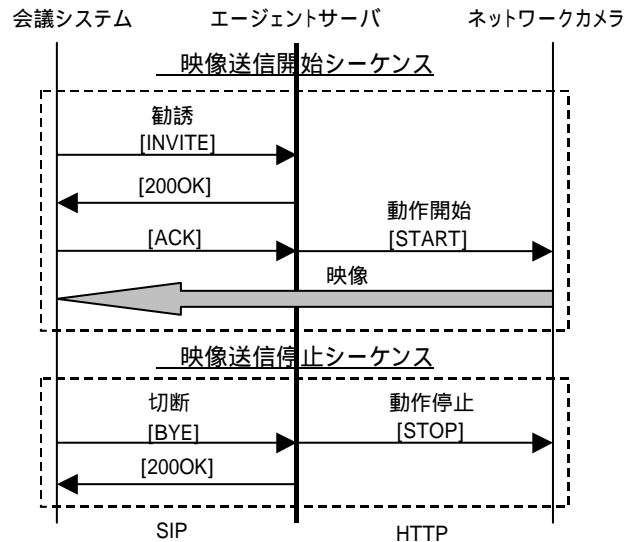 会議システム エージェントサーバ ネットワークカメラ
映像送信開始シーケンス
勧誘
[INVITE]
[200OK]
動作開始
[ACK] [START]
映像
映像送信停止シーケンス
切断 動作停止
[BYE] [STOP]
[200OK]
SIP HTTP